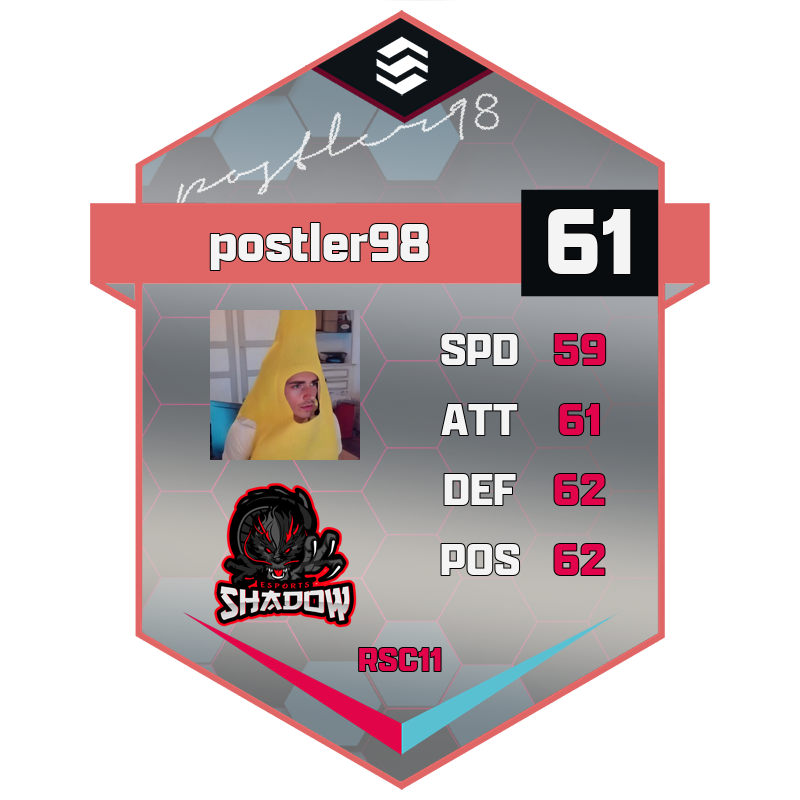 postler98
postler98 61
SPD 59
ATT 61
DEF 62
POS 62
ESPORTS
SHADOW
RSC11